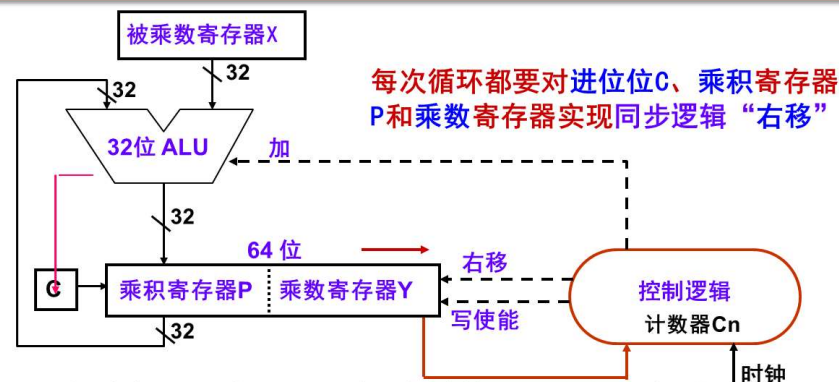 被乘数寄存器X
32
32
每次循环都要对进位位C、乘积寄存器
P和乘数寄存器实现同步逻辑“右移”
32位 ALU
加
32
64 位
右移
C
乘积寄存器P
乘数寄存器Y
控制逻辑
写使能
计数器Cn
32
时钟